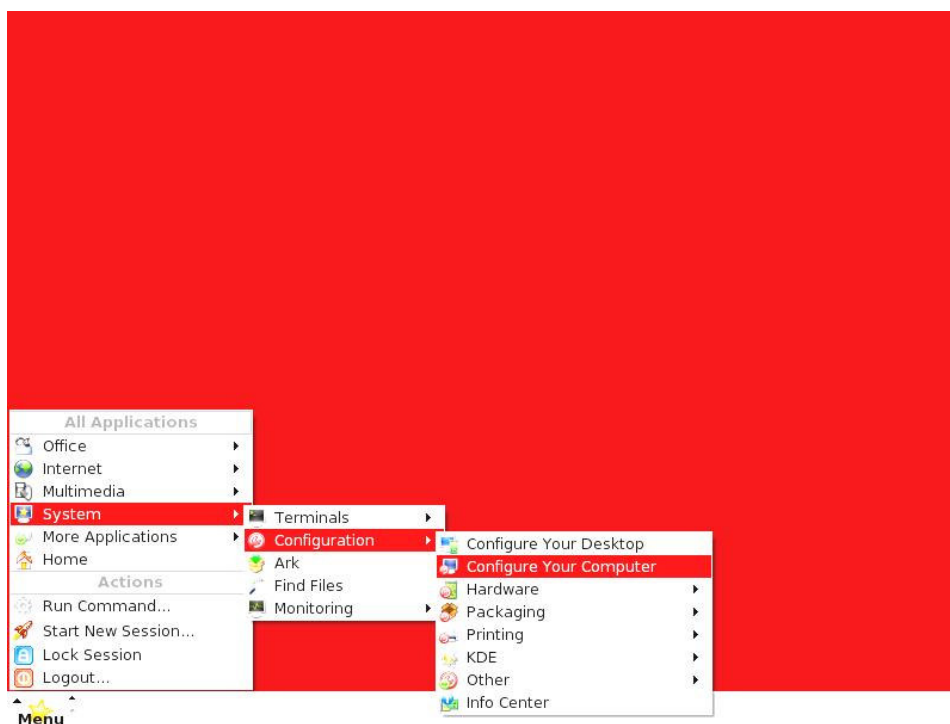 All Applications
Office
Internet
Multimedia
System
More Applications
Home
Actions
Run Command...
Start New Session...
Lock Session
Logout...
Menu
Terminals
Configuration
Ark
Find Files
Monitoring
Configure Your Desktop
Configure Your Computer
Hardware
Packaging
Printing
KDE
Other
Info Center